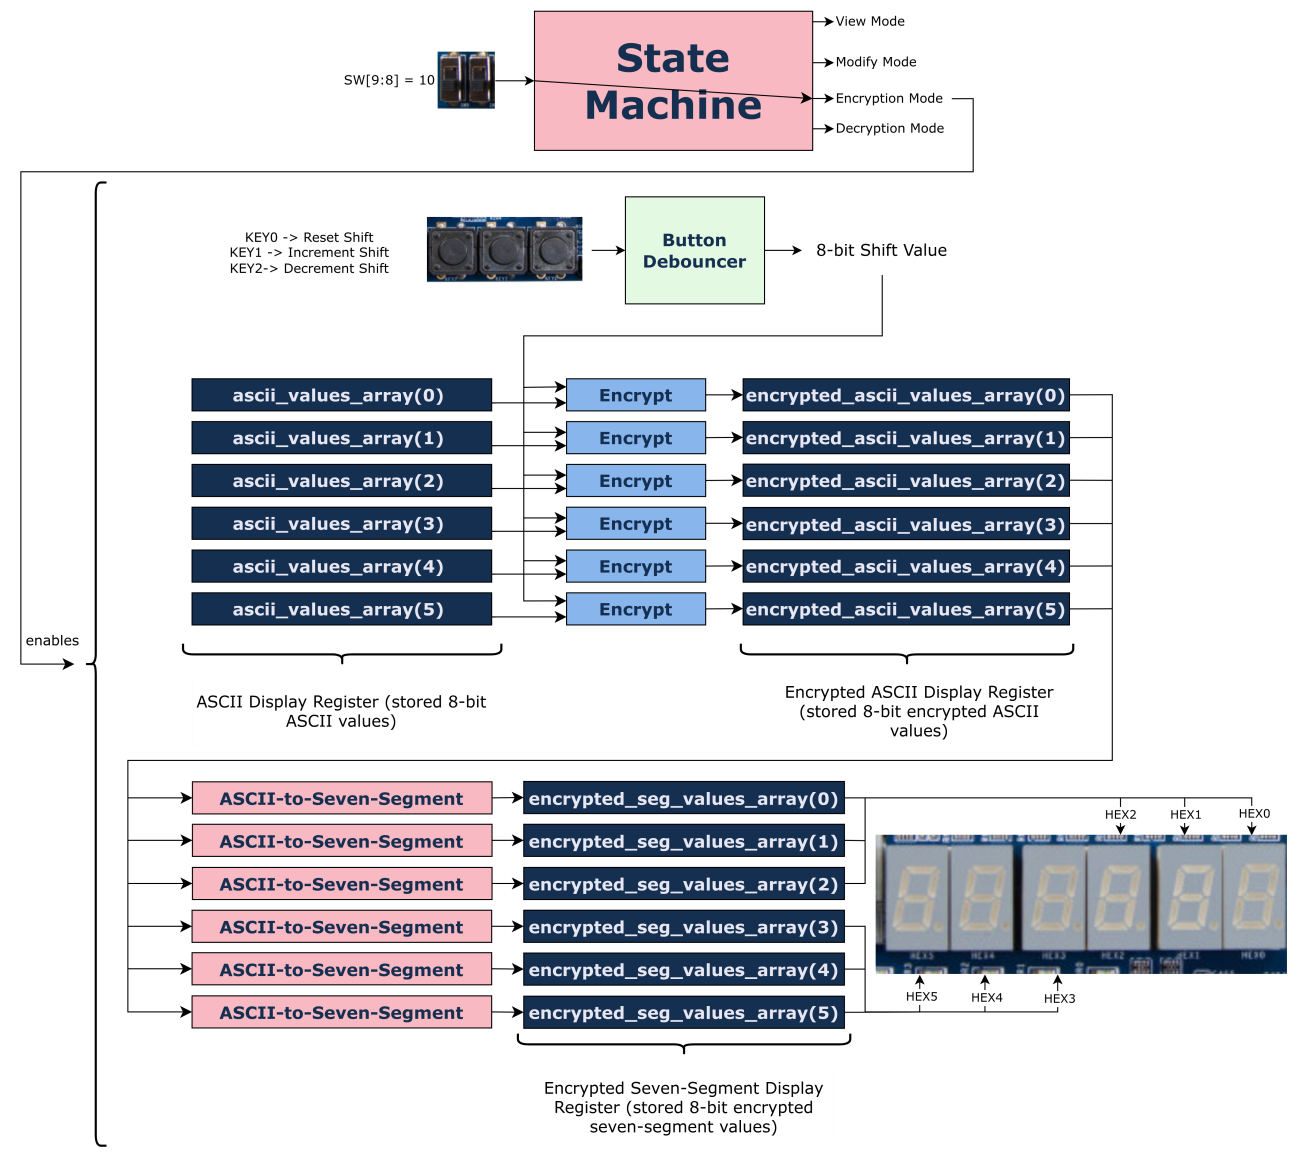 View Mode
State
Machine
Modify Mode
SW[9:8] = 10
Encryption Mode
Decryption Mode
KEY0 -> Reset Shift
KEY1 -> Increment Shift
KEY2-> Decrement Shift
Button
Debouncer
8-bit Shift Value
ascii_values_array(0)
Encrypt
encrypted_ascii_values_array(0)
ascii_values_array(1)
Encrypt
encrypted_ascii_values_array(1)
ascii_values_array(2)
Encrypt
encrypted_ascii_values_array(2)
ascii_values_array(3)
Encrypt
encrypted_ascii_values_array(3)
ascii_values_array(4)
Encrypt
encrypted_ascii_values_array(4)
ascii_values_array(5)
Encrypt
encrypted_ascii_values_array(5)
enables
ASCII Display Register (stored 8-bit
ASCII values)
Encrypted ASCII Display Register
(stored 8-bit encrypted ASCII
values)
ASCII-to-Seven-Segment
encrypted_seg_values_array(0)
ASCII-to-Seven-Segment
encrypted_seg_values_array(1)
ASCII-to-Seven-Segment
encrypted_seg_values_array(2)
ASCII-to-Seven-Segment
encrypted_seg_values_array(3)
ASCII-to-Seven-Segment
encrypted_seg_values_array(4)
ASCII-to-Seven-Segment
encrypted_seg_values_array(5)
HEX2
HEX1
HEX0
HEX5
HEX4
HEX3
HEX2
HEX1
HEX0
HEX5
HEX4
HEX3
Encrypted Seven-Segment Display
Register (stored 8-bit encrypted
seven-segment values)